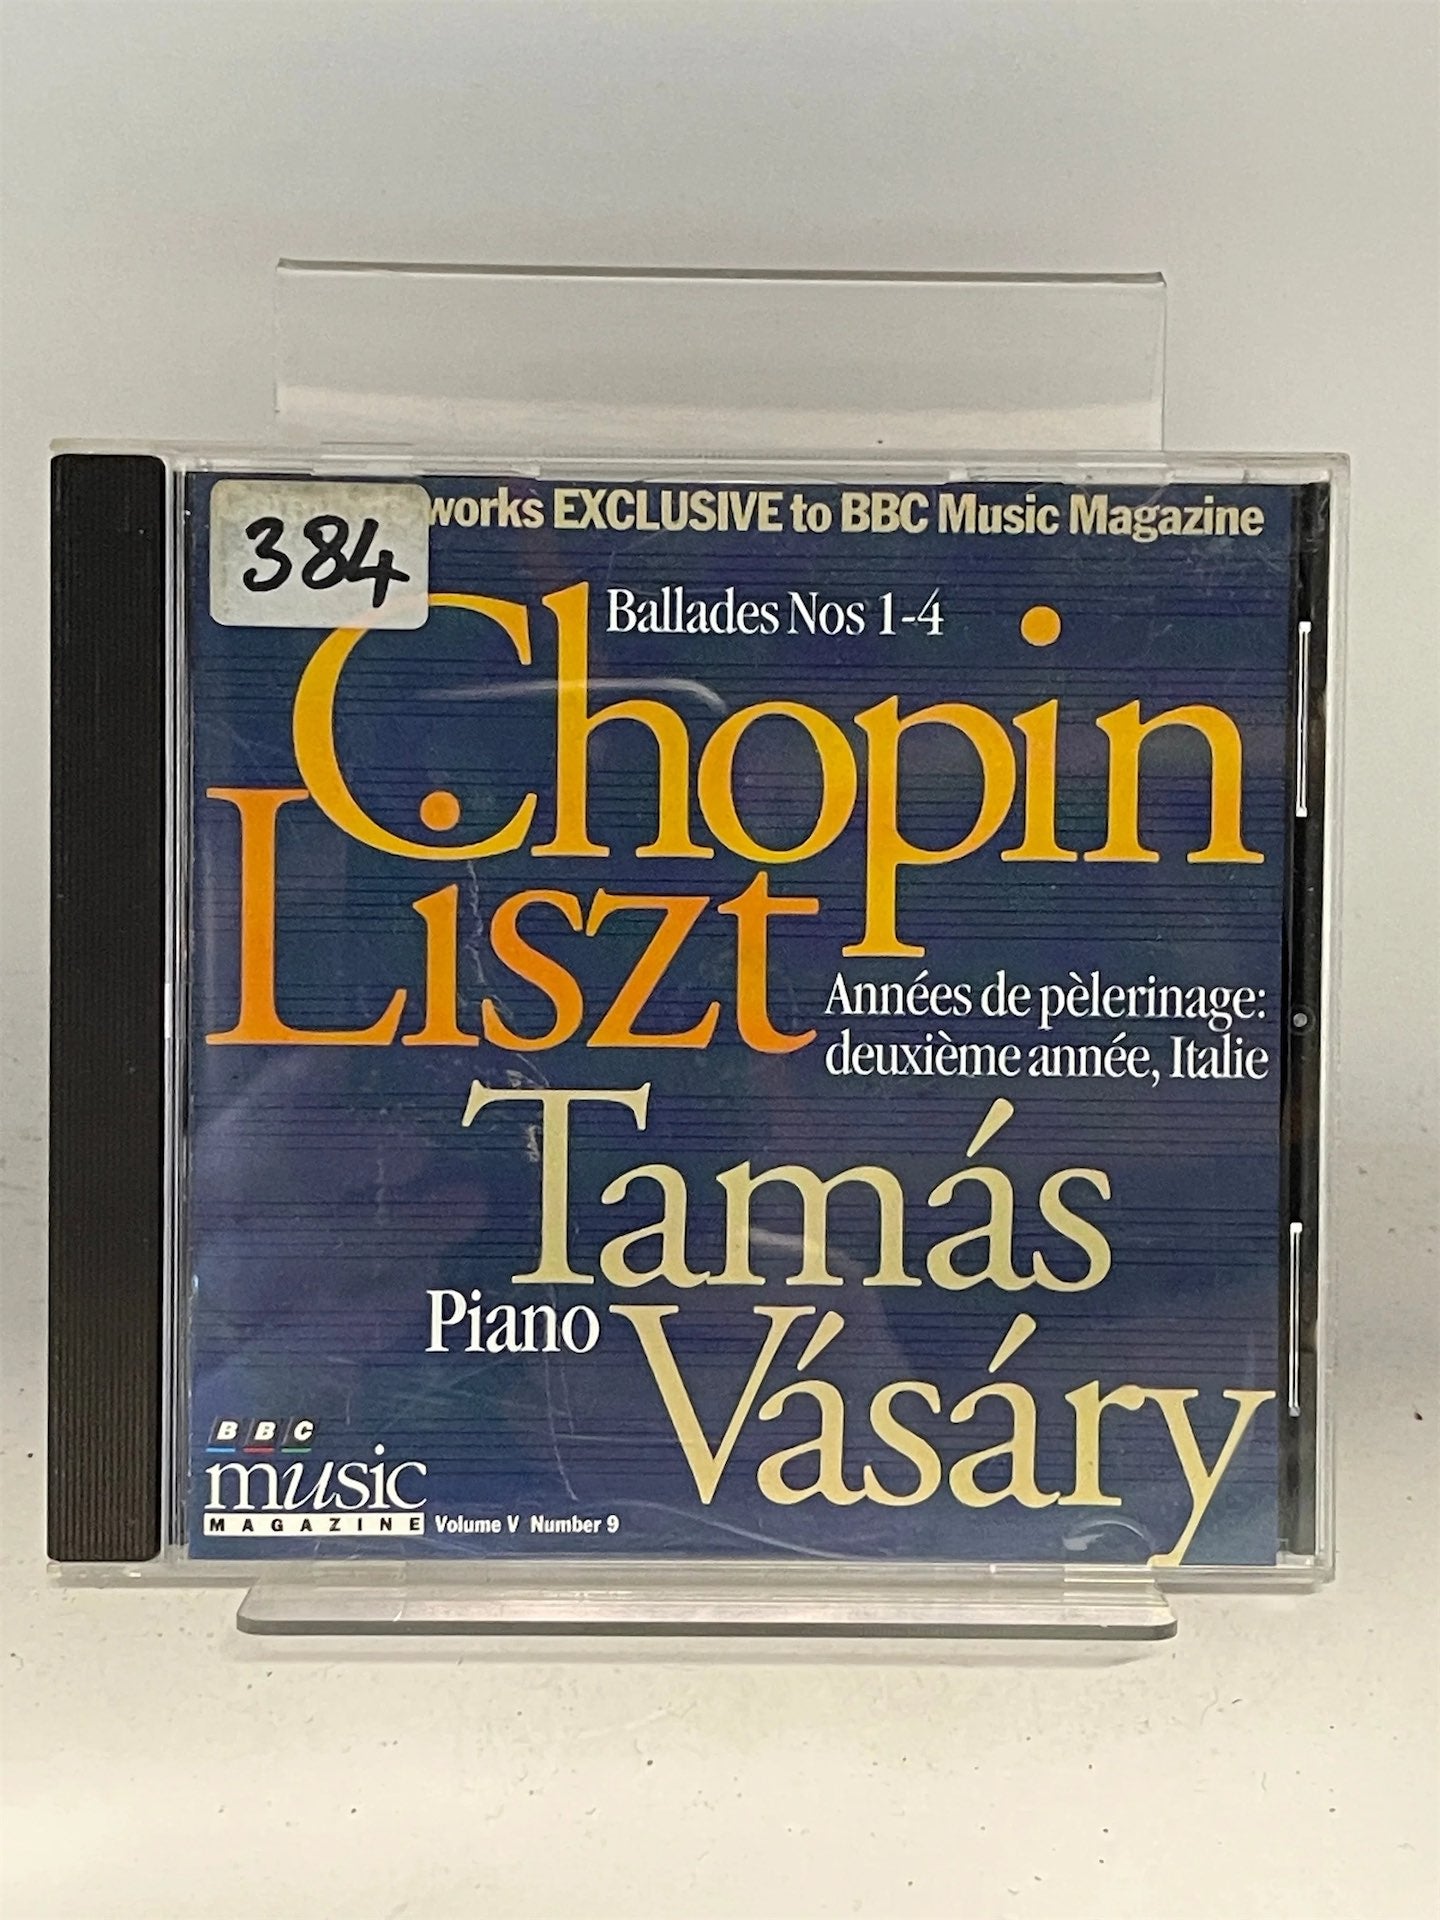 works EXCLUSIVE to BBC Music Magazine
384
Ballades Nos 1-4
Chopin
Liszt
Années de pèlerinage:
deuxième année, Italie
Tamás
Piano
Vásáry
BBC
music
MAGAZINE
Volume V Number 9